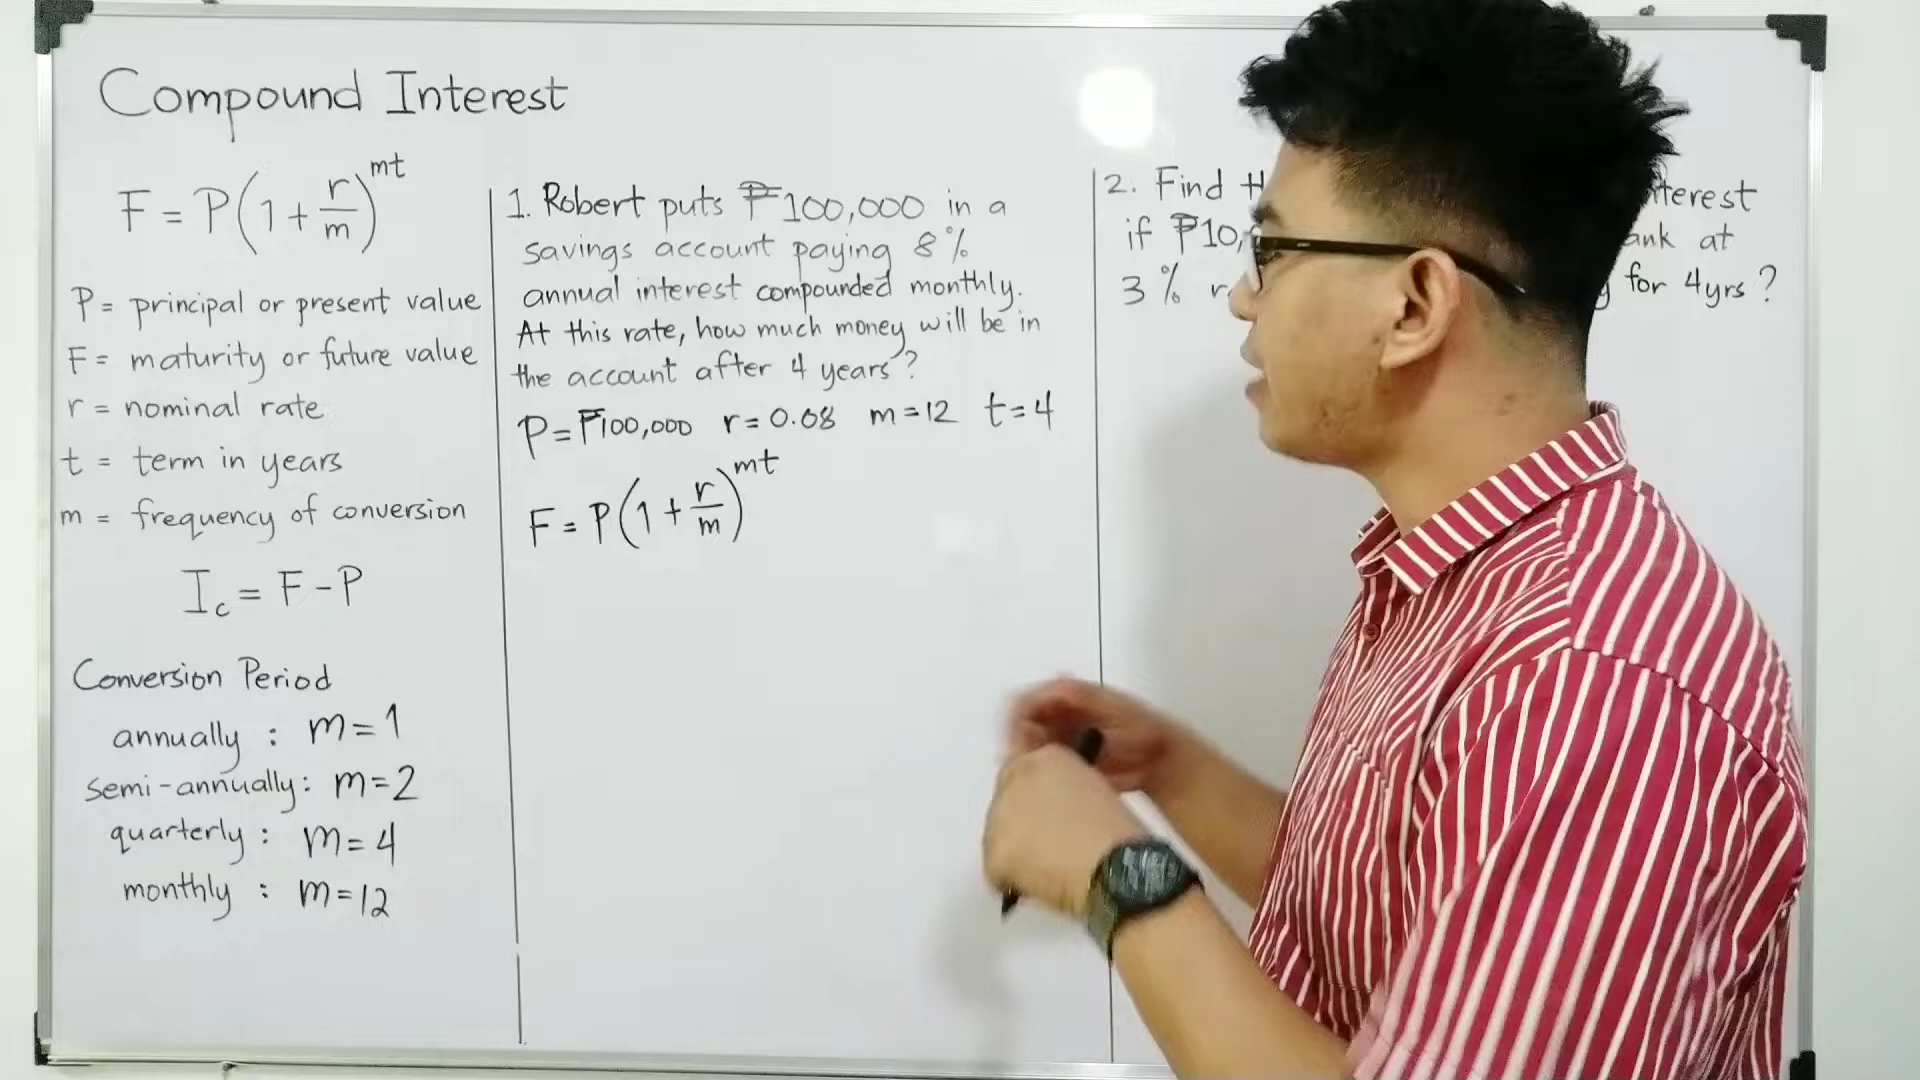 Compound Interest
F = P(1 + r/m)^mt
P = principal or present value
F = maturity or future value
r = nominal rate
t = term in years
m = frequency of conversion
I_c = F - P
Conversion Period
annually : m = 1
semi-annually : m = 2
quarterly : m = 4
monthly : m = 12
1. Robert puts ₱100,000 in a
savings account paying 8%
annual interest compounded monthly.
At this rate, how much money will be in
the account after 4 years?
P = ₱100,000 r = 0.08 m = 12 t = 4
F = P(1 + r/m)^mt
2. Find
if ₱10, at
3% for 4yrs?